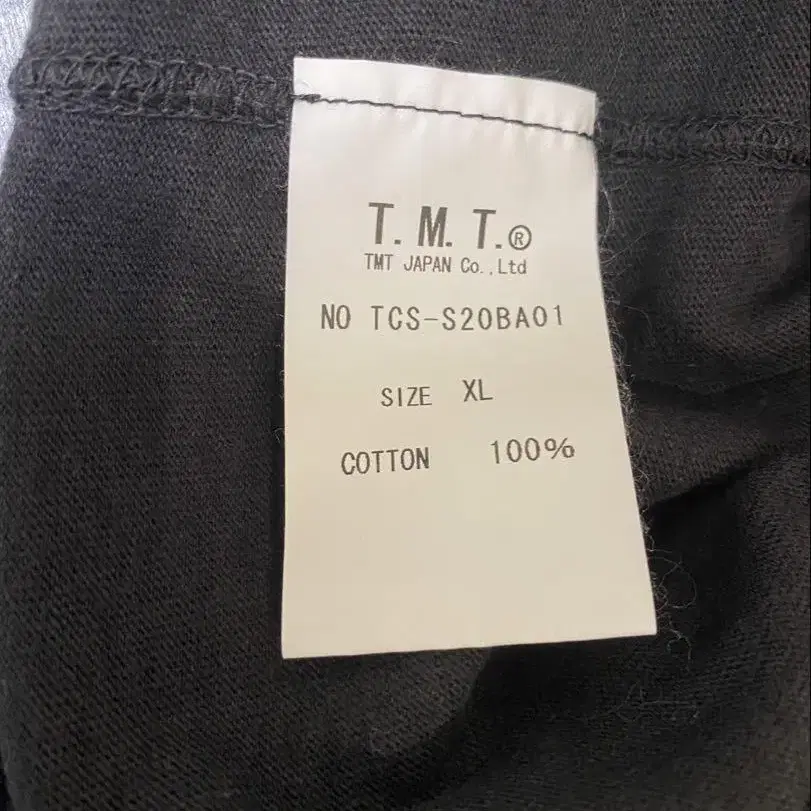 T. M. T.®
TMT JAPAN Co.,Ltd
NO TCS-S20BA01
SIZE XL
COTTON 100%